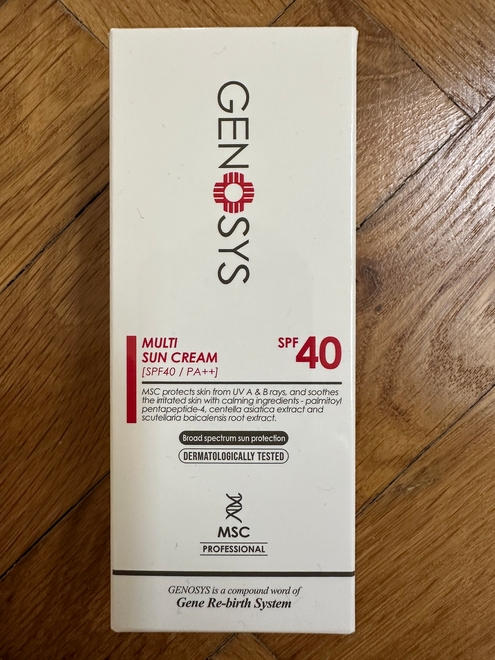 GENOSYS
MULTI
SUN CREAM
[SPF40 / PA++]
SPF 40
MSC protects skin from UV A & B rays, and soothes
the irritated skin with calming ingredients - palmitoyl
pentapeptide-4, centella asiatica extract and
scutellaria baicalensis root extract.
Broad spectrum sun protection
DERMATOLOGICALLY TESTED
MSC
PROFESSIONAL
GENOSYS is a compound word of
Gene Re-birth System